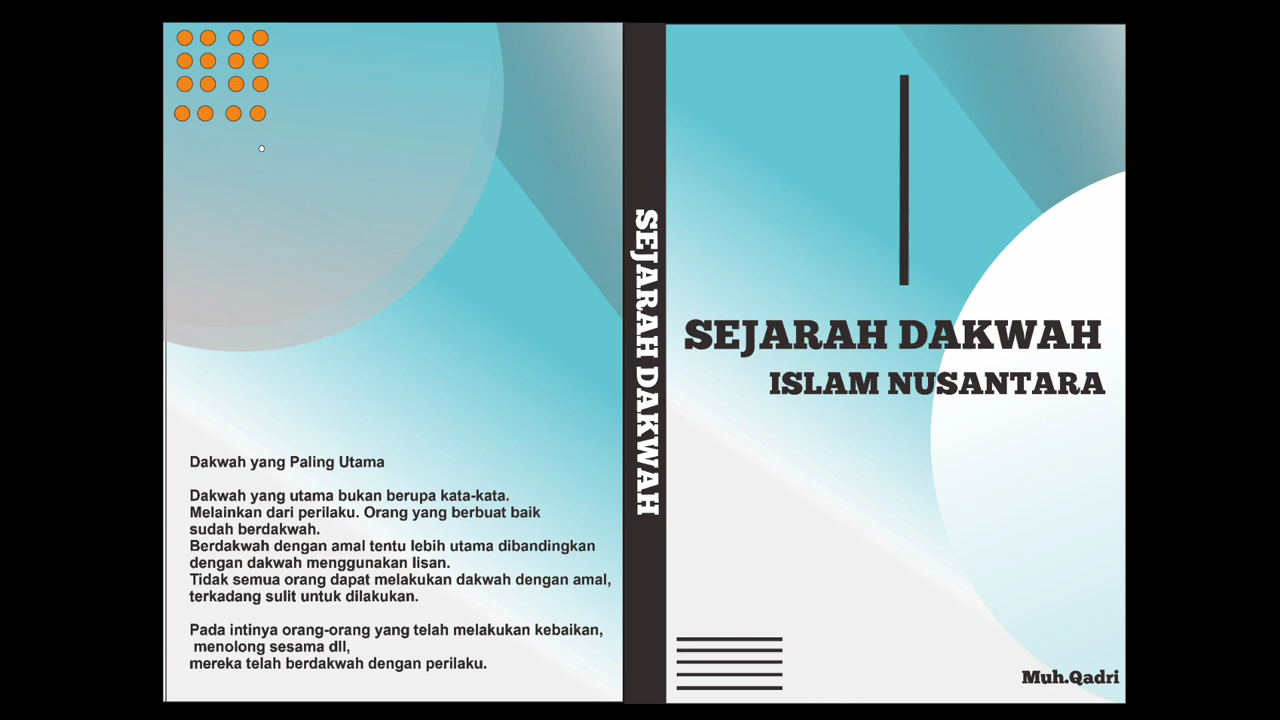 Dakwah yang Paling Utama
Dakwah yang utama bukan berupa kata-kata.
Melainkan dari perilaku. Orang yang berbuat baik
sudah berdakwah.
Berdakwah dengan amal tentu lebih utama dibandingkan
dengan dakwah menggunakan lisan.
Tidak semua orang dapat melakukan dakwah dengan amal,
terkadang sulit untuk dilakukan.
Pada intinya orang-orang yang telah melakukan kebaikan,
menolong sesama dll,
mereka telah berdakwah dengan perilaku.
SEJARAH DAKWAH
SEJARAH DAKWAH
ISLAM NUSANTARA
Muh.Qadri